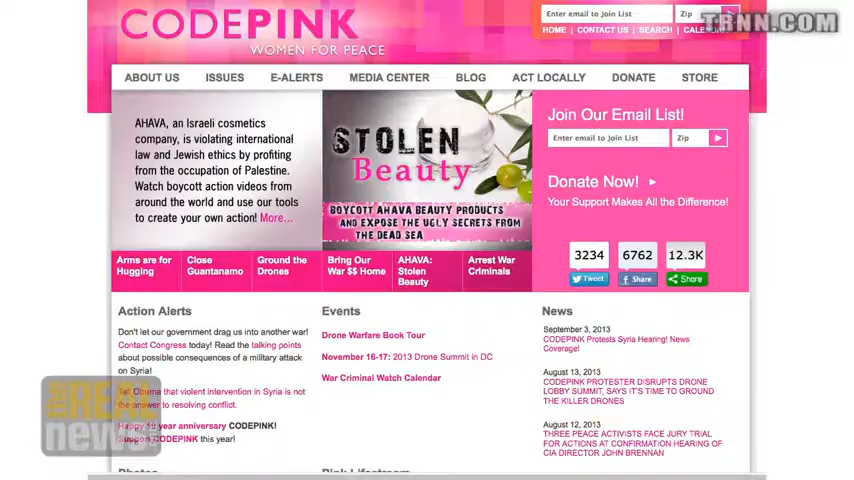 TRNN.COM
CODEPINK
WOMEN FOR PEACE
Enter email to Join List
Zip
HOME | CONTACT US | SEARCH | CALENDAR
ABOUT US
ISSUES
E-ALERTS
MEDIA CENTER
BLOG
ACT LOCALLY
DONATE
STORE
AHAVA, an Israeli cosmetics
company, is violating international
law and Jewish ethics by profiting
from the occupation of Palestine.
Watch boycott action videos from
around the world and use our tools
to create your own action! More...
STOLEN
Beauty
BOYCOTT AHAVA BEAUTY PRODUCTS
AND EXPOSE THE UGLY SECRETS FROM
THE DEAD SEA
Join Our Email List!
Enter email to Join List
Zip
Donate Now!
Your Support Makes All the Difference!
3234
6762
12.3K
Tweet
Share
Share
Arms are for
Hugging
Close
Guantanamo
Ground the
Drones
Bring Our
War $$ Home
AHAVA:
Stolen
Beauty
Arrest War
Criminals
Action Alerts
Don't let our government drag us into another war!
Contact Congress today! Read the talking points
about possible consequences of a military attack
on Syria!
Tell Obama that violent intervention in Syria is not
the answer to resolving conflict.
Happy 10 year anniversary CODEPINK!
Support CODEPINK this year!
Events
Drone Warfare Book Tour
November 16-17: 2013 Drone Summit in DC
War Criminal Watch Calendar
News
September 3, 2013
CODEPINK Protests Syria Hearing! News
Coverage!
August 13, 2013
CODEPINK PROTESTER DISRUPTS DRONE
LOBBY SUMMIT, SAYS IT'S TIME TO GROUND
THE KILLER DRONES
August 12, 2013
THREE PEACE ACTIVISTS FACE JURY TRIAL
FOR ACTIONS AT CONFIRMATION HEARING OF
CIA DIRECTOR JOHN BRENNAN
the REAL
news
Photos
Pink Lifestream